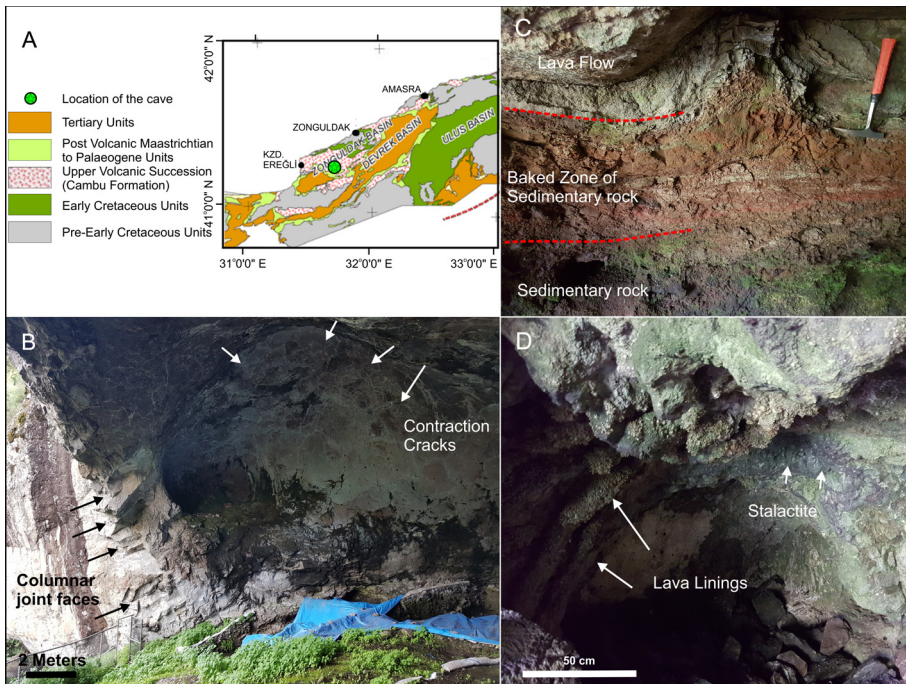 A
Location of the cave
Tertiary Units
Post Volcanic Maastrichtian
to Palaeogene Units
Upper Volcanic Succession
(Cambu Formation)
Early Cretaceous Units
Pre-Early Cretaceous Units
42°0'0" N
41°0'0" N
31°0'0" E
32°0'0" E
33°0'0" E
AMASRA
ZONGULDAK
KZD.
EREĞLİ
ZONGULDAK BASIN
DEVREK BASIN
ULUS BASIN
B
Contraction
Cracks
Columnar
joint faces
2 Meters
C
Lava Flow
Baked Zone of
Sedimentary rock
Sedimentary rock
D
Stalactite
Lava Linings
50 cm